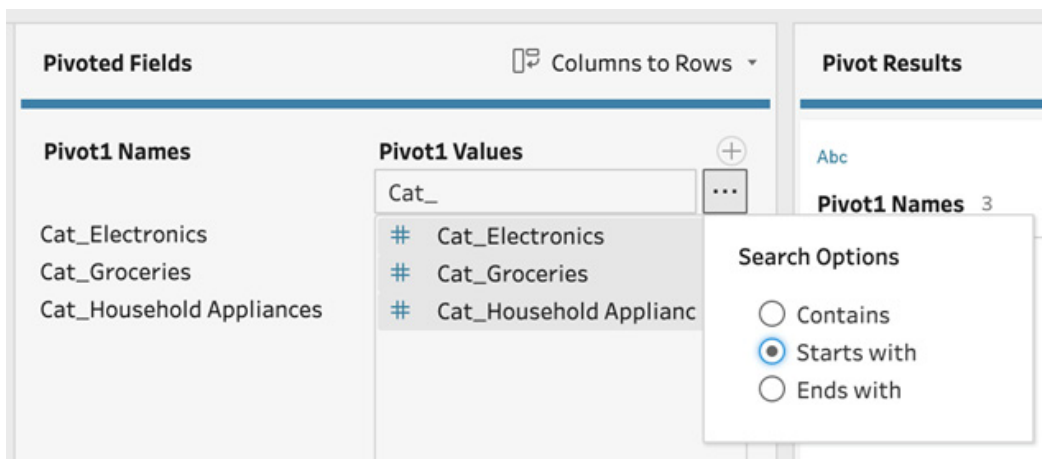 Pivoted Fields
Columns to Rows
Pivot Results
Pivot1 Names
Pivot1 Values
Abc
Cat_
...
Pivot1 Names 3
Cat_Electronics
# Cat_Electronics
Cat_Groceries
# Cat_Groceries
Cat_Household Appliances
# Cat_Household Applianc
Search Options
Contains
Starts with
Ends with